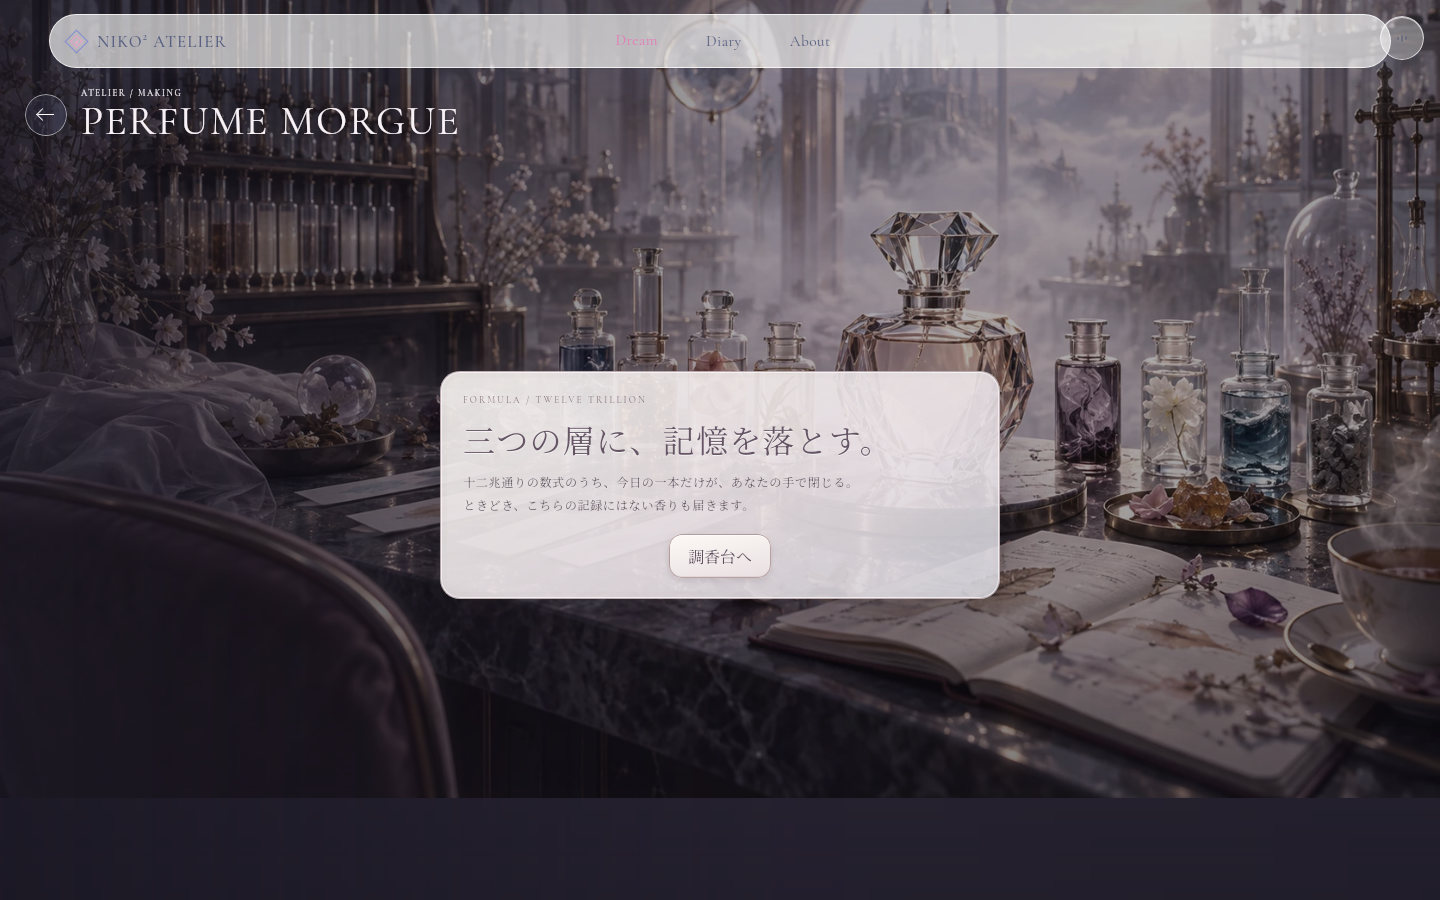 NIKO² ATELIER
Dream
Diary
About
ATELIER / MAKING
PERFUME MORGUE
FORMULA / TWELVE TRILLION
三つの層に、記憶を落とす。
十二兆通りの数式のうち、今日の一本だけが、あなたの手で閉じる。
ときどき、こちらの記録にはない香りも届きます。
調香台へ